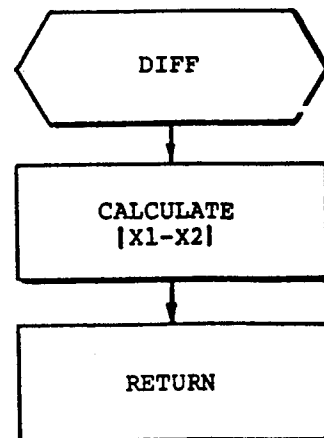 DIFF
CALCULATE
|X1-X2|
RETURN